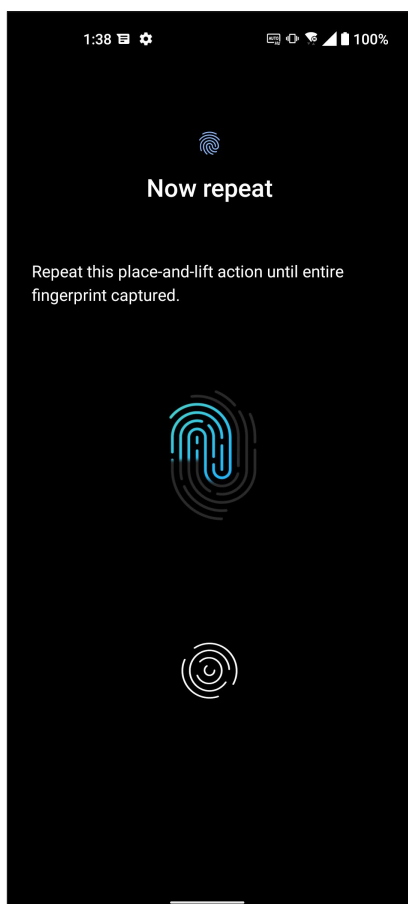 1:38 100%
Now repeat
Repeat this place-and-lift action until entire
fingerprint captured.